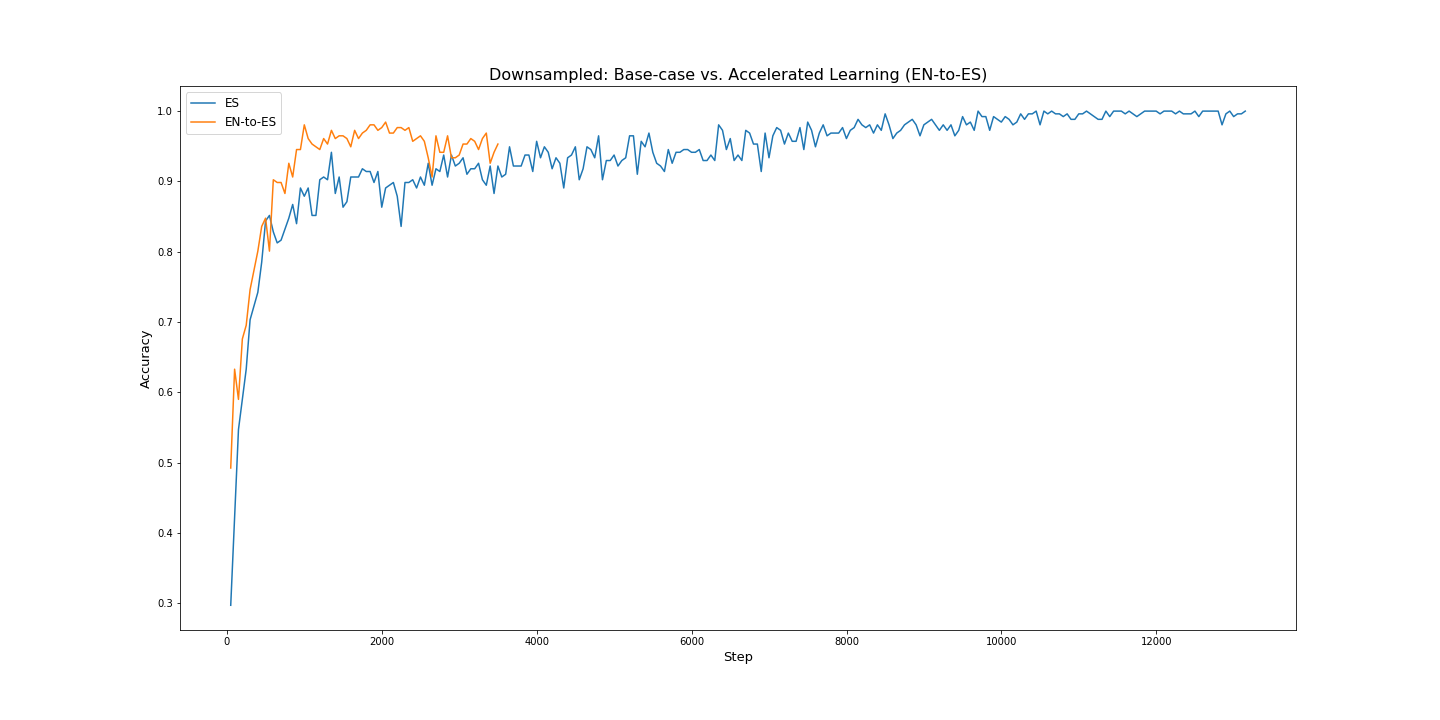 Downsampled: Base-case vs. Accelerated Learning (EN-to-ES)
ES
EN-to-ES
1.0
0.9
0.8
0.7
0.6
0.5
0.4
0.3
Accuracy
0 2000 4000 6000 8000 10000 12000
Step